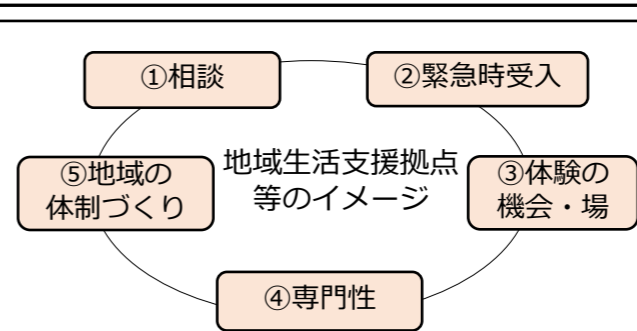 ①相談
②緊急時受入
地域生活支援拠点
等のイメージ
⑤地域の
体制づくり
③体験の
機会・場
④専門性